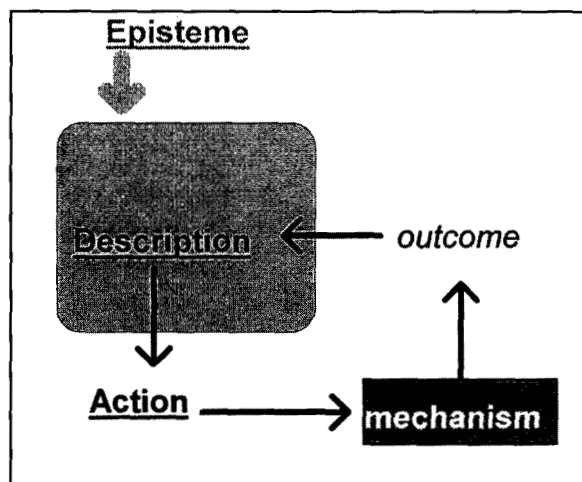 Episteme
Description
outcome
Action
mechanism